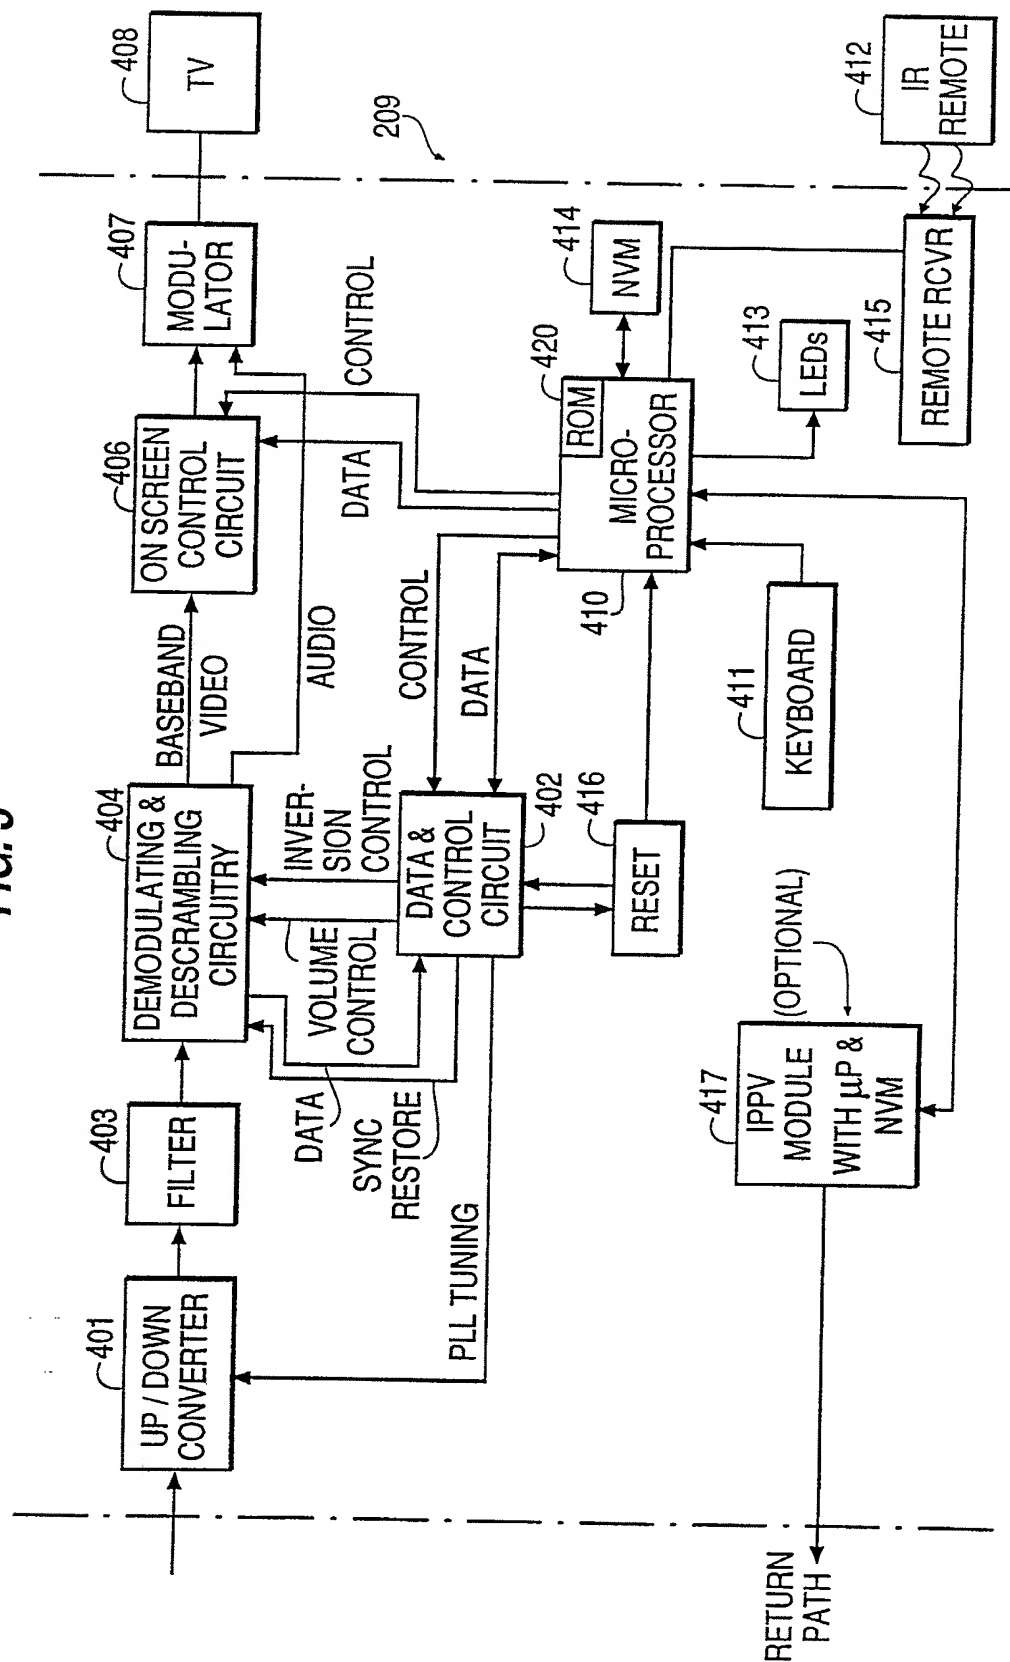 408
TV
209
412
IR
REMOTE
407
MODU-
LATOR
CONTROL
414
NVM
420
ROM
MICRO-
PROCESSOR
410
413
LEDs
415
REMOTE RCVR
406
ON SCREEN
CONTROL
CIRCUIT
DATA
BASEBAND
VIDEO
AUDIO
CONTROL
DATA
404
DEMODULATING &
DESCRAMBLING
CIRCUITRY
INVER-
SION
CONTROL
VOLUME
CONTROL
402
DATA &
CONTROL
CIRCUIT
416
RESET
411
KEYBOARD
403
FILTER
DATA
SYNC
RESTORE
(OPTIONAL)
417
IPPV
MODULE
WITH µP &
NVM
401
UP / DOWN
CONVERTER
PLL TUNING
RETURN
PATH